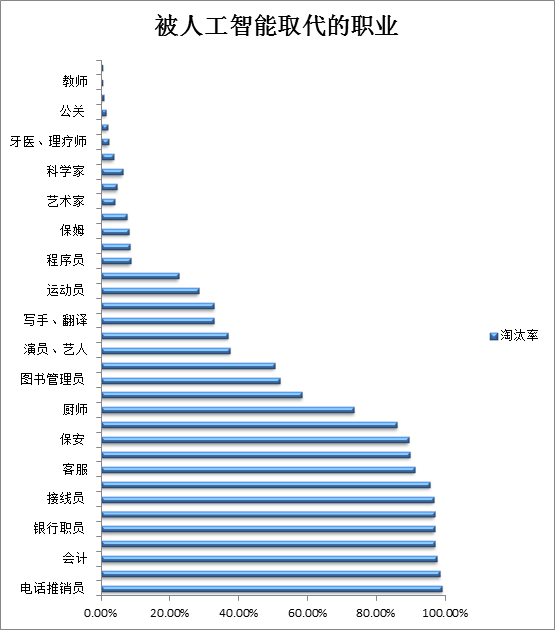 被人工智能取代的职业
教师
公关
牙医、理疗师
科学家
艺术家
保姆
程序员
运动员
写手、翻译
演员、艺人
图书管理员
厨师
保安
客服
接线员
银行职员
会计
电话推销员
淘汰率
0.00% 20.00% 40.00% 60.00% 80.00% 100.00%